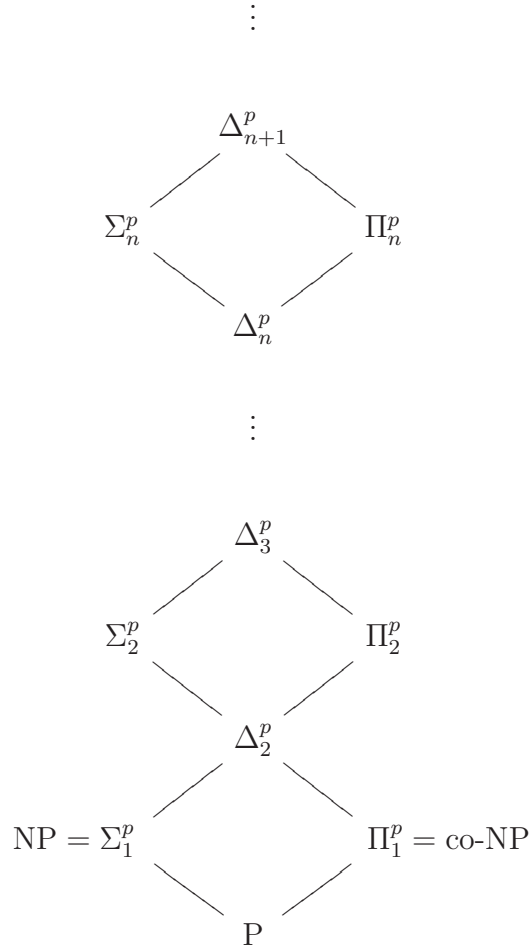 ⋮
Δ^p_{n+1}
Σ^p_n Π^p_n
Δ^p_n
⋮
Δ^p_3
Σ^p_2 Π^p_2
Δ^p_2
NP = Σ^p_1 Π^p_1 = co-NP
P